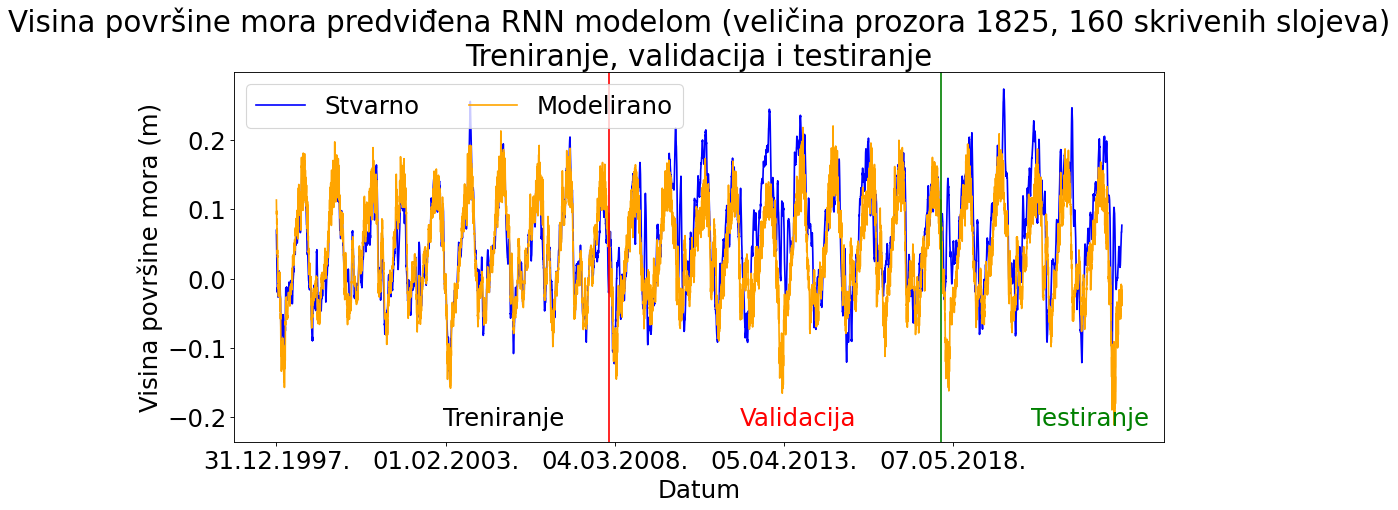 Visina površine mora predviđena RNN modelom (veličina prozora 1825, 160 skrivenih slojeva)
Treniranje, validacija i testiranje
Stvarno
Modelirano
Visina površine mora (m)
0.2
0.1
0.0
−0.1
−0.2
Treniranje
Validacija
Testiranje
31.12.1997.
01.02.2003.
04.03.2008.
05.04.2013.
07.05.2018.
Datum